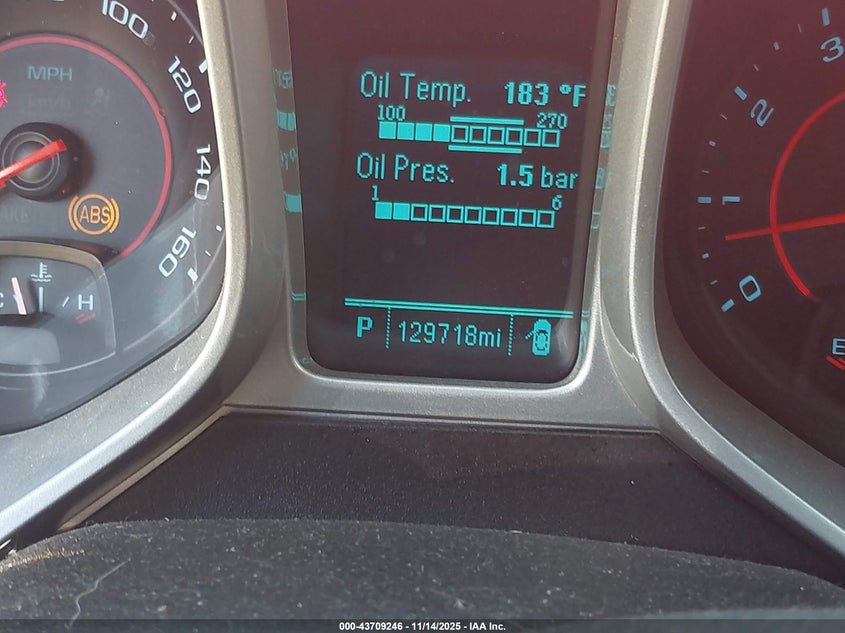 100
120
140
160
MPH
km/h
ABS
C
H
Oil Temp. 183 °F
100 270
Oil Pres. 1.5 bar
1 6
P 129718mi
3
2
1
0
E
000-43709246 - 11/14/2025 - IAA Inc.